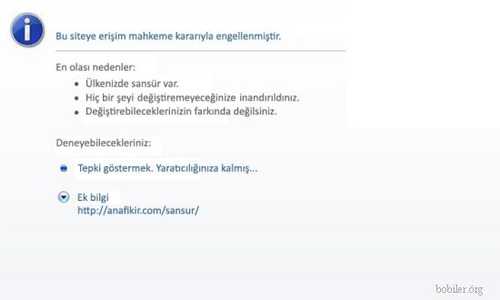 Bu siteye erişim mahkeme kararıyla engellenmiştir.
En olası nedenler:
• Ülkenizde sansür var.
• Hiç bir şeyi değiştiremeyeceğinize inandırıldınız.
• Değiştirebileceklerinizin farkında değilsiniz.
Deneyebilecekleriniz:
Tepki göstermek. Yaratıcılığınıza kalmış...
Ek bilgi
http://anafikir.com/sansur/
bobiler.org